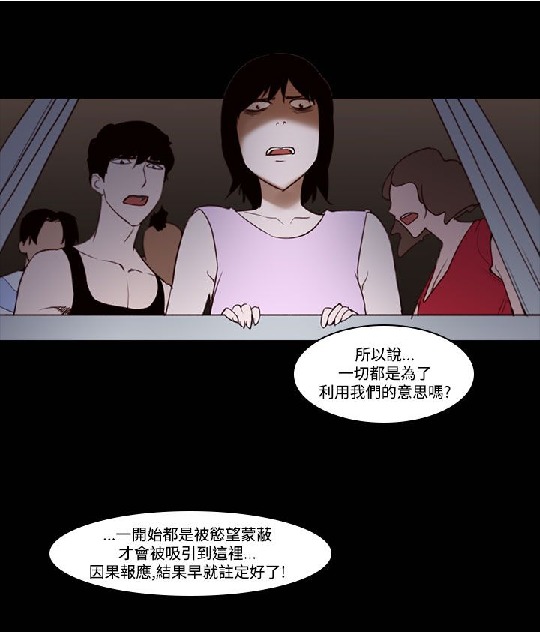 所以說...
一切都是為了
利用我們的意思嗎?
...一開始都是被慾望蒙蔽
才會被吸引到這裡...
因果報應,結果早就註定好了!